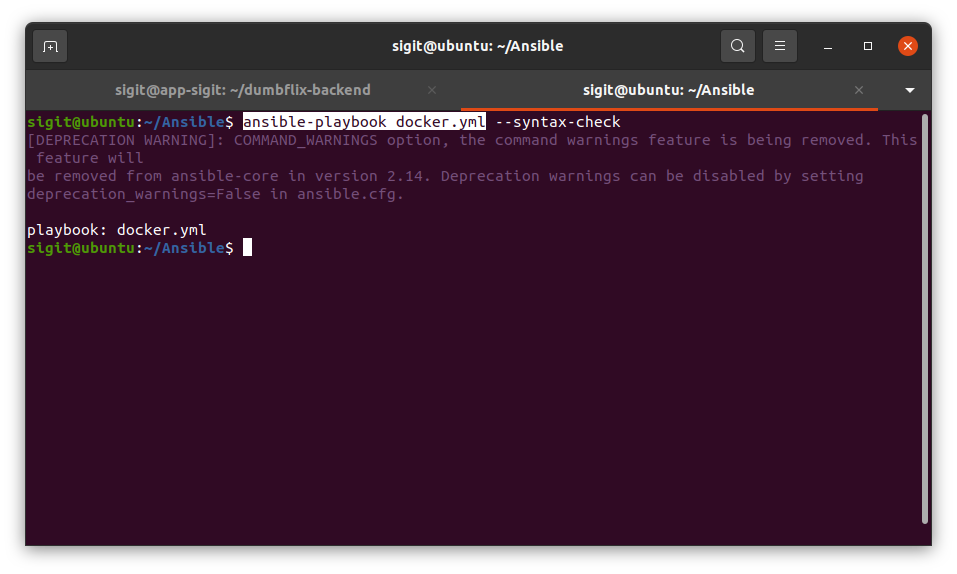 sigit@ubuntu: ~/Ansible
sigit@app-sigit: ~/dumbflix-backend
sigit@ubuntu: ~/Ansible
sigit@ubuntu:~/Ansible$ ansible-playbook docker.yml --syntax-check
[DEPRECATION WARNING]: COMMAND_WARNINGS option, the command warnings feature is being removed. This
 feature will
be removed from ansible-core in version 2.14. Deprecation warnings can be disabled by setting
deprecation_warnings=False in ansible.cfg.
playbook: docker.yml
sigit@ubuntu:~/Ansible$